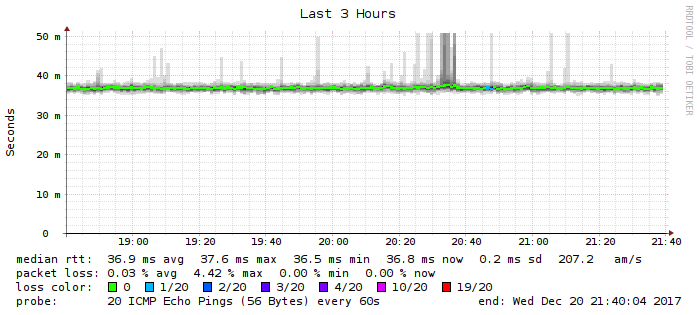 Last 3 Hours
RRDTOOL / TOBI OETIKER
Seconds
50 m
40 m
30 m
20 m
10 m
0
19:00 19:20 19:40 20:00 20:20 20:40 21:00 21:20 21:40
median rtt: 36.9 ms avg 37.6 ms max 36.5 ms min 36.8 ms now 0.2 ms sd 207.2 am/s
packet loss: 0.03 % avg 4.42 % max 0.00 % min 0.00 % now
loss color: 0 1/20 2/20 3/20 4/20 10/20 19/20
probe: 20 ICMP Echo Pings (56 Bytes) every 60s end: Wed Dec 20 21:40:04 2017